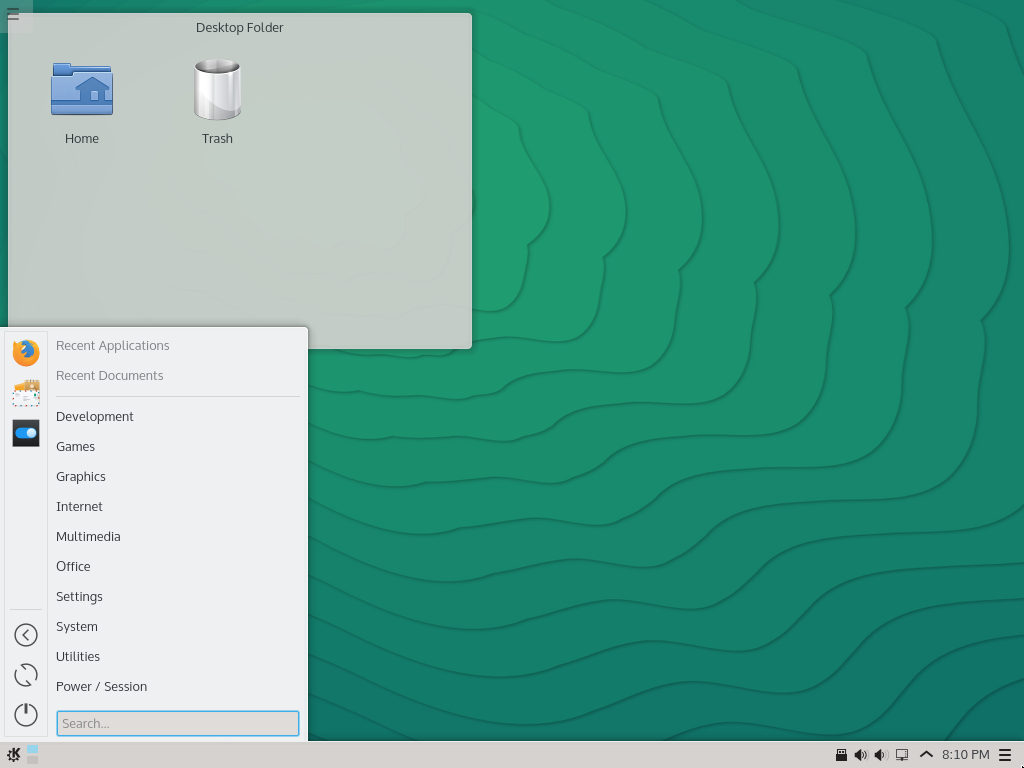 Desktop Folder
Home
Trash
Recent Applications
Recent Documents
Development
Games
Graphics
Internet
Multimedia
Office
Settings
System
Utilities
Power / Session
Search...
8:10 PM